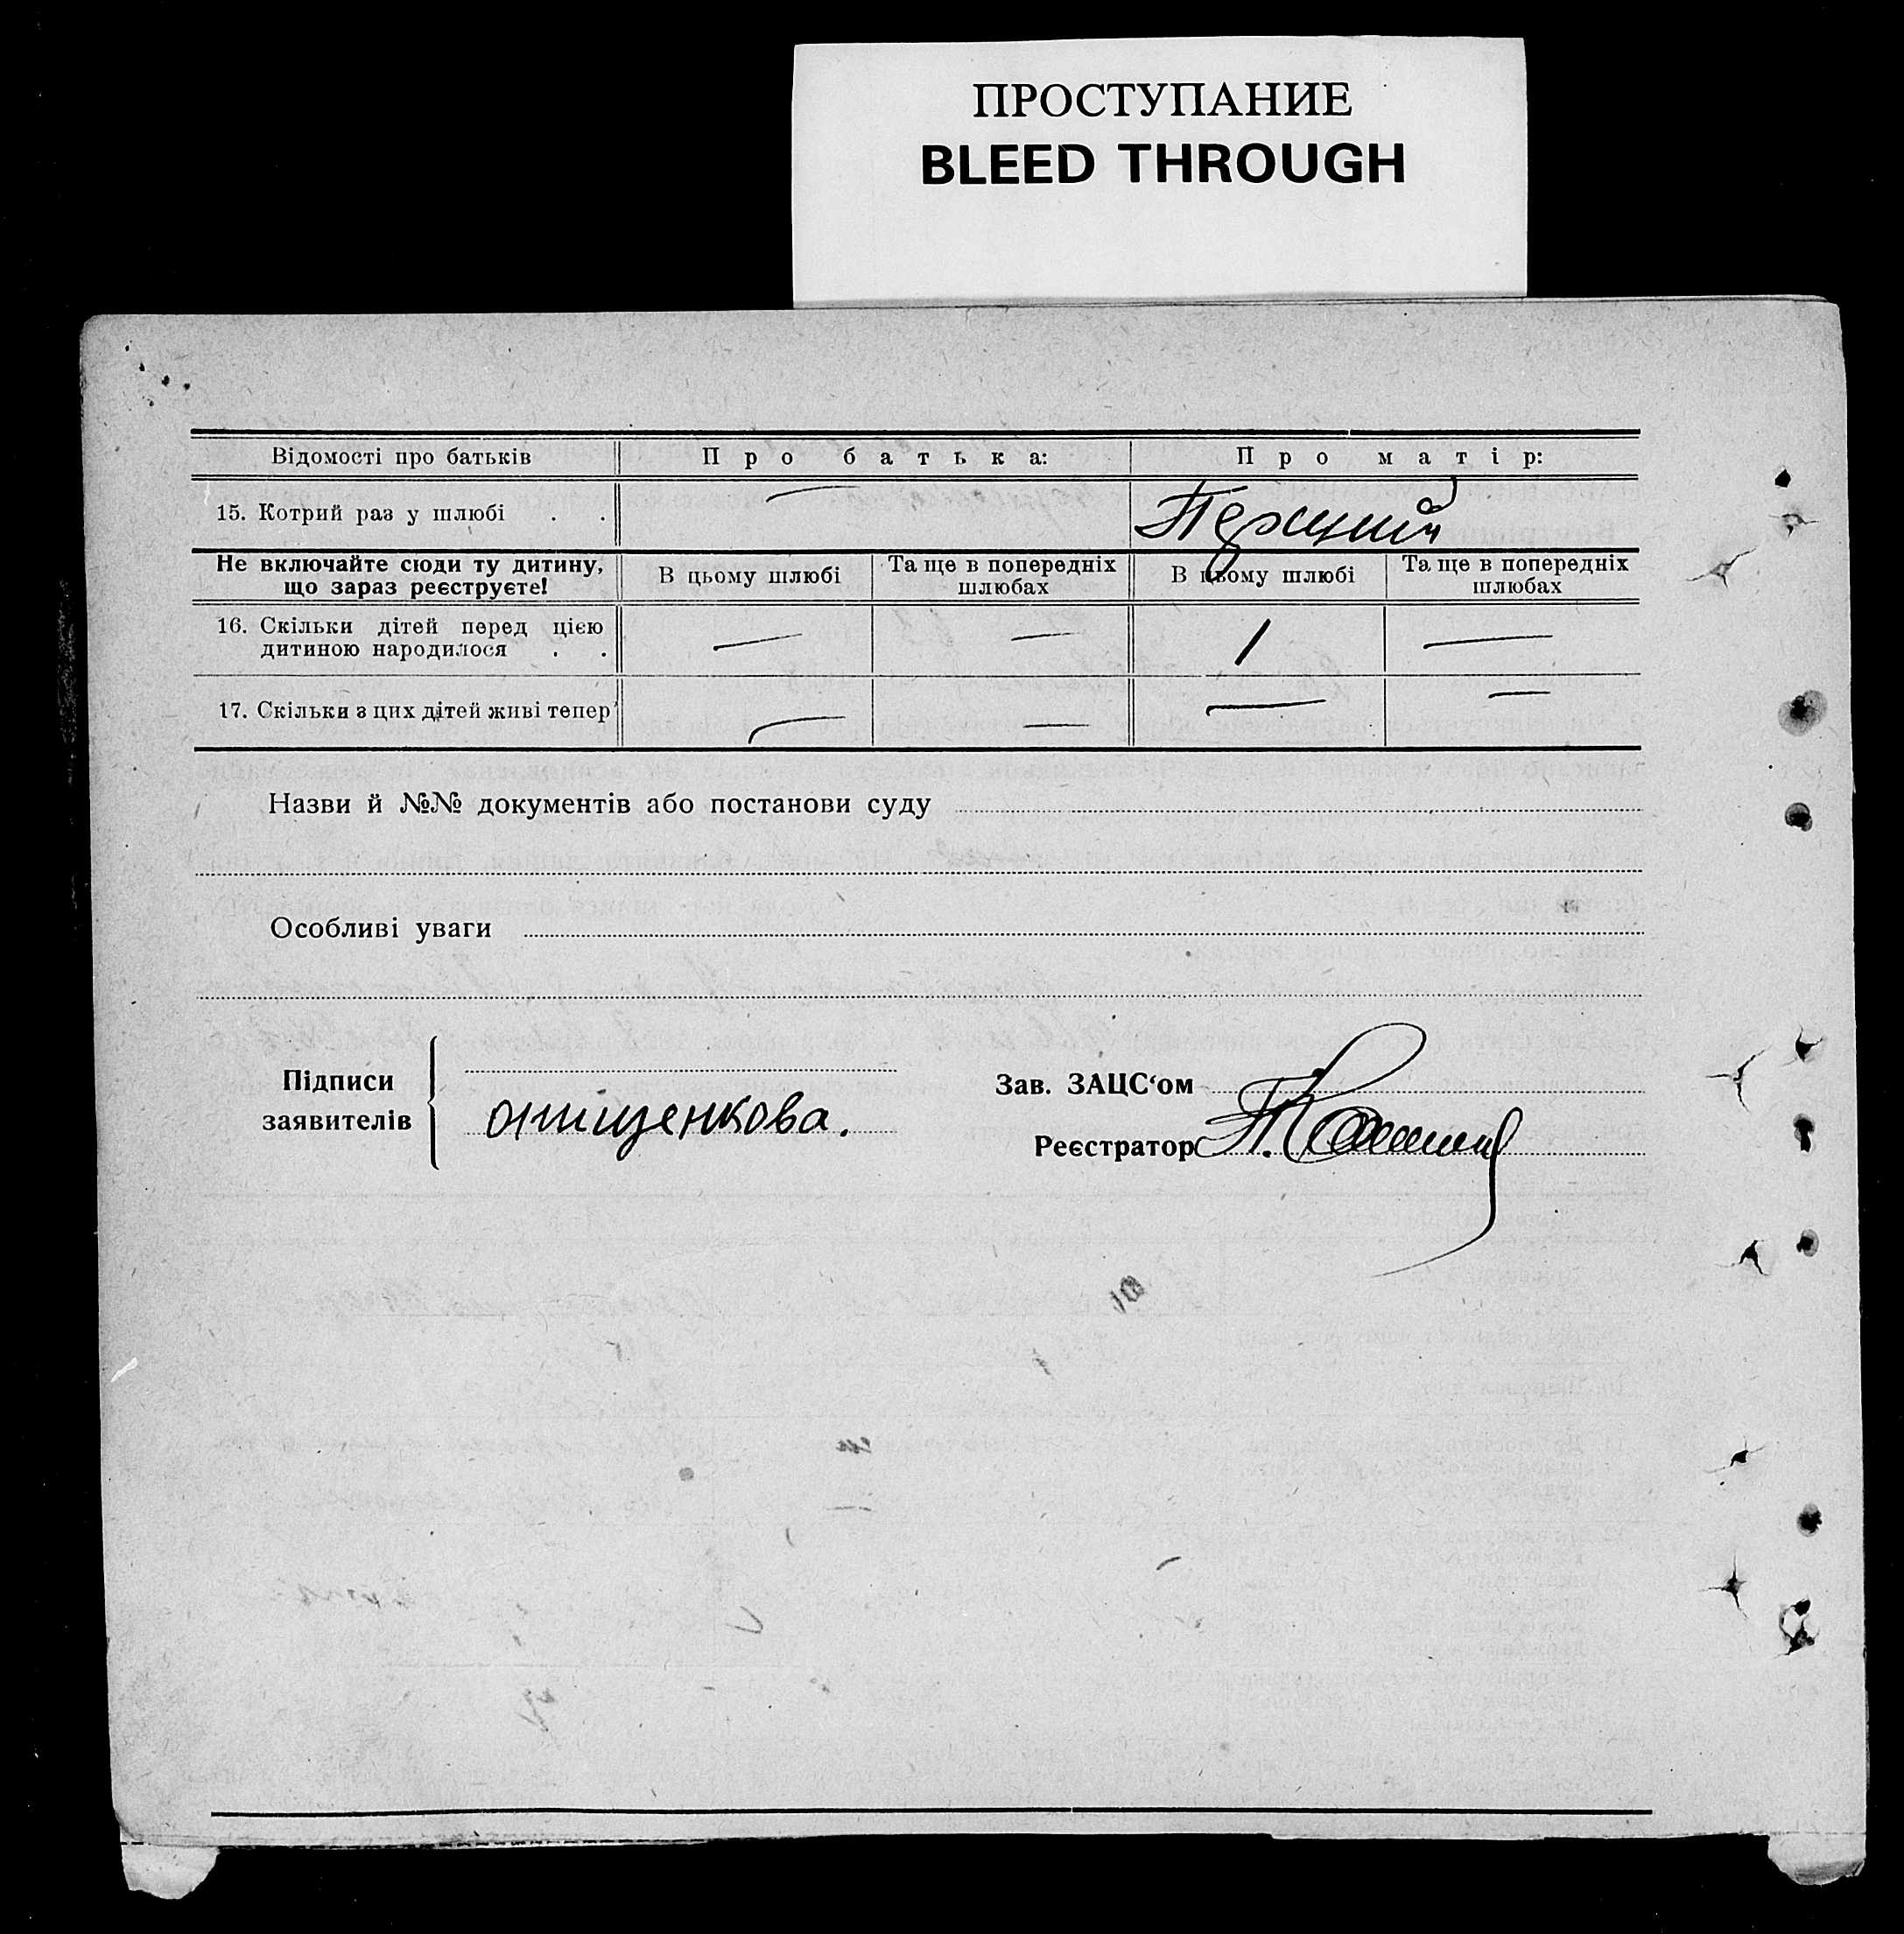 ПРОСТУПАНИЕ
BLEED THROUGH
Відомості про батьків Про батька: Про матір:
15. Котрий раз у шлюбі . . — Перший
Не включайте сюди ту дитину, що зараз реєструєте! В цьому шлюбі Та ще в попередніх шлюбах В цьому шлюбі Та ще в попередніх шлюбах
16. Скільки дітей перед цією
дитиною народилося . . — — 1 —
17. Скільки з цих дітей живі тепер — — — —
Назви й №№ документів або постанови суду
Особливі уваги
Підписи
заявителів
онищенкова.
Зав. ЗАЦС‘ом
Реєстратор